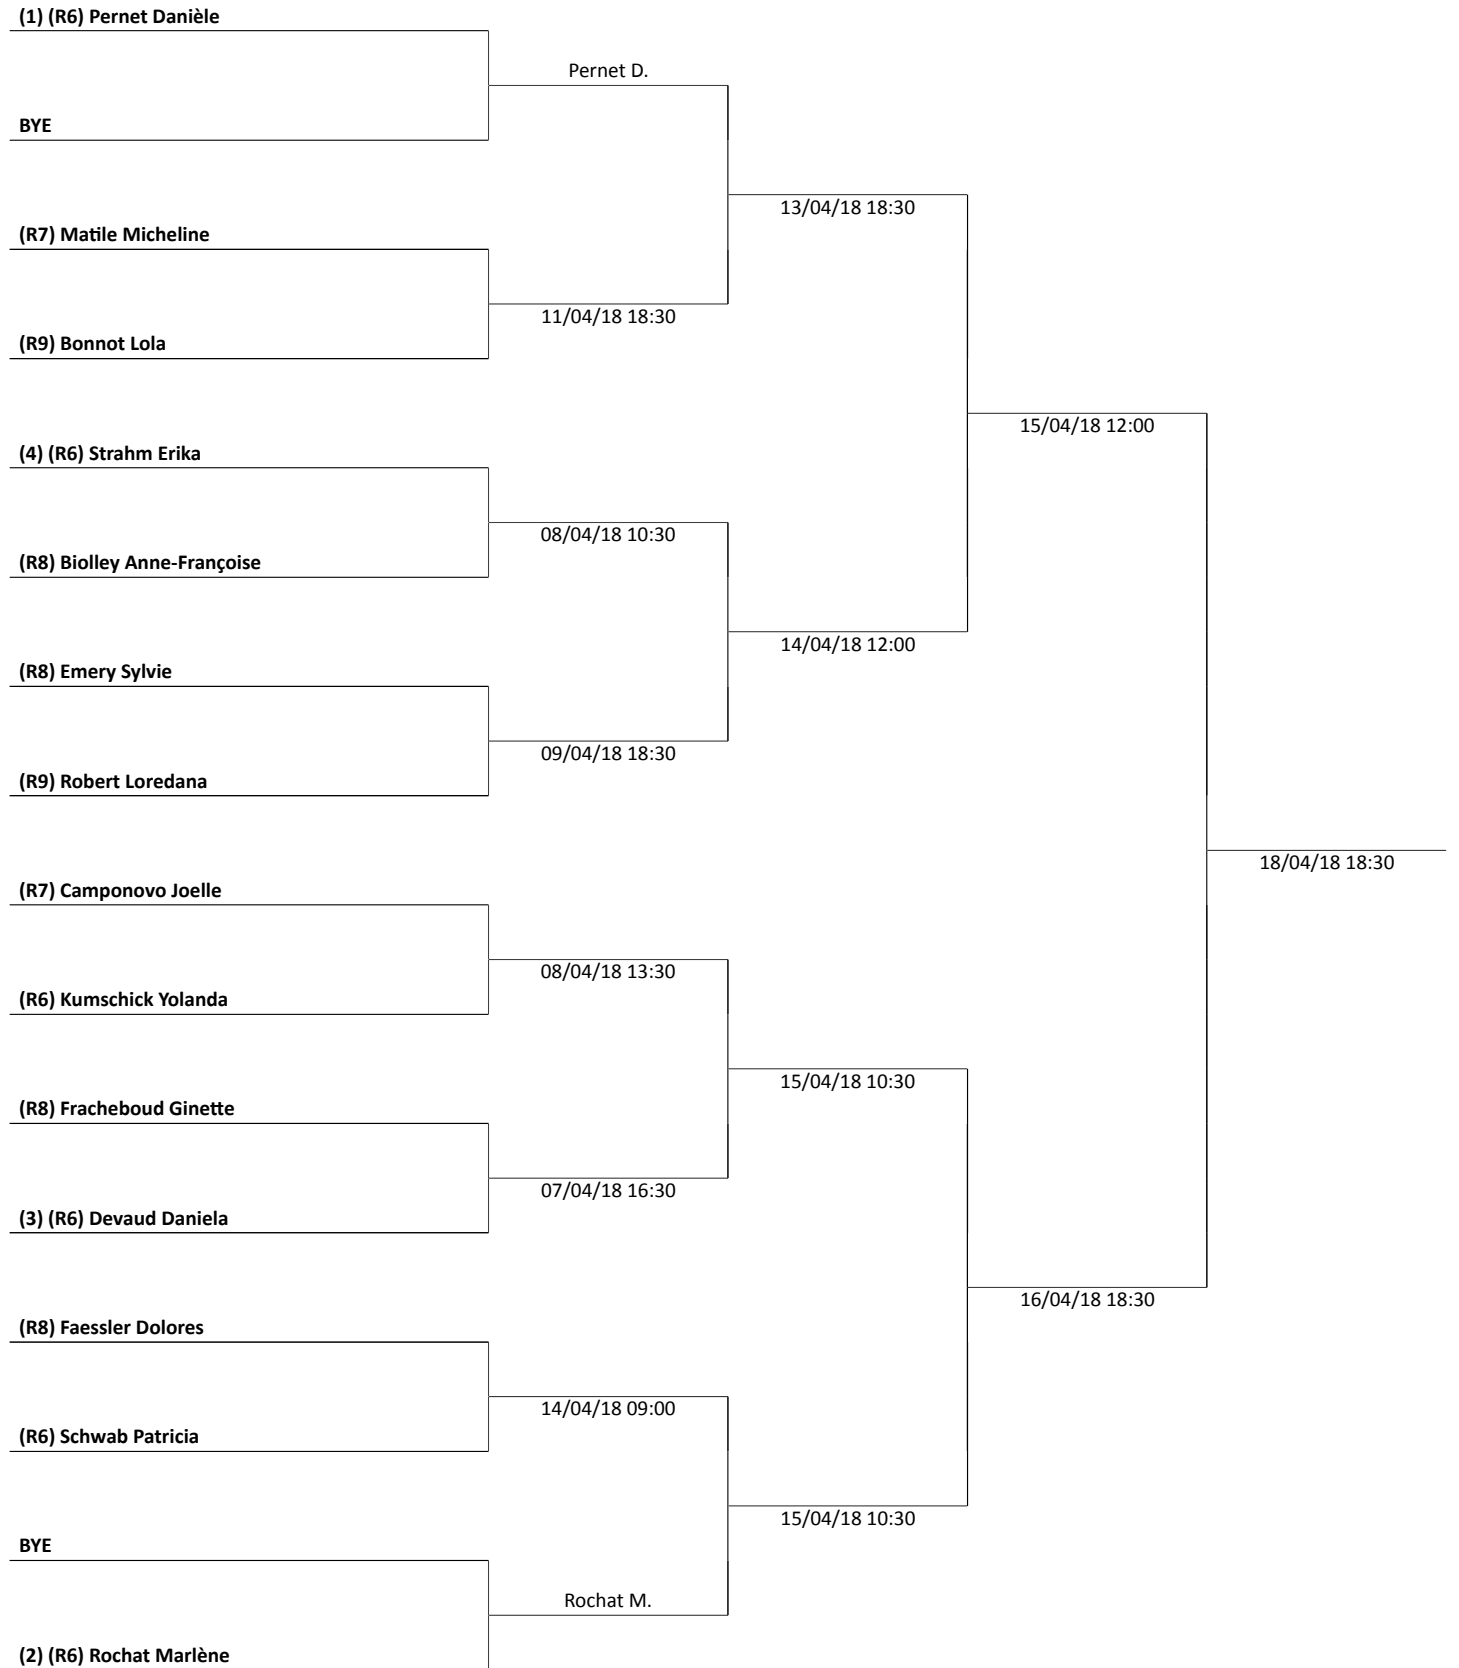 (1) (R6) Pernet Danièle
Pernet D.
BYE
13/04/18 18:30
(R7) Matile Micheline
11/04/18 18:30
(R9) Bonnot Lola
15/04/18 12:00
(4) (R6) Strahm Erika
08/04/18 10:30
(R8) Biolley Anne-Françoise
14/04/18 12:00
(R8) Emery Sylvie
09/04/18 18:30
(R9) Robert Loredana
18/04/18 18:30
(R7) Camponovo Joelle
08/04/18 13:30
(R6) Kumschick Yolanda
15/04/18 10:30
(R8) Fracheboud Ginette
07/04/18 16:30
(3) (R6) Devaud Daniela
16/04/18 18:30
(R8) Faessler Dolores
14/04/18 09:00
(R6) Schwab Patricia
15/04/18 10:30
BYE
Rochat M.
(2) (R6) Rochat Marlène